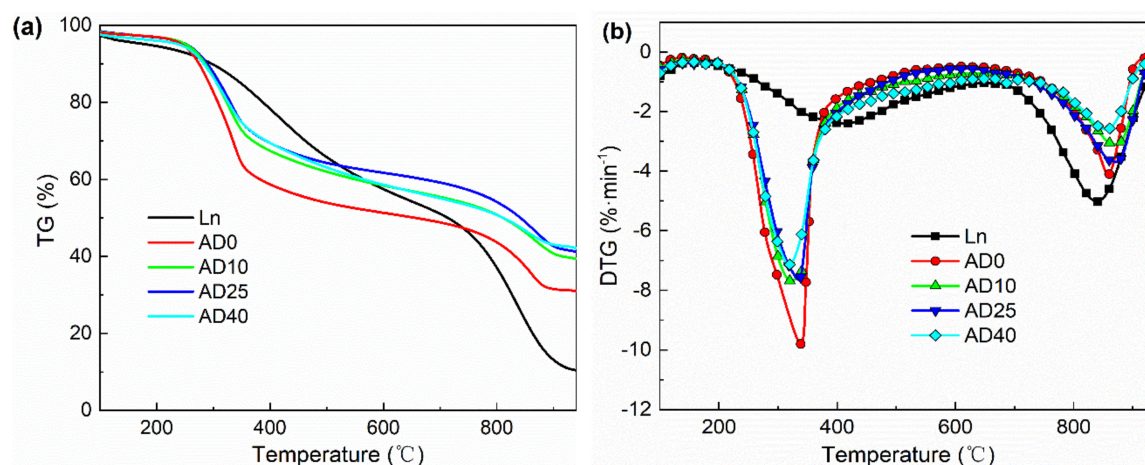 (a)
100
80
60
40
20
0
TG (%)
Ln
AD0
AD10
AD25
AD40
200
400
600
800
Temperature (℃)
(b)
0
-2
-4
-6
-8
-10
-12
DTG (%·min⁻¹)
Ln
AD0
AD10
AD25
AD40
200
400
600
800
Temperature (℃)